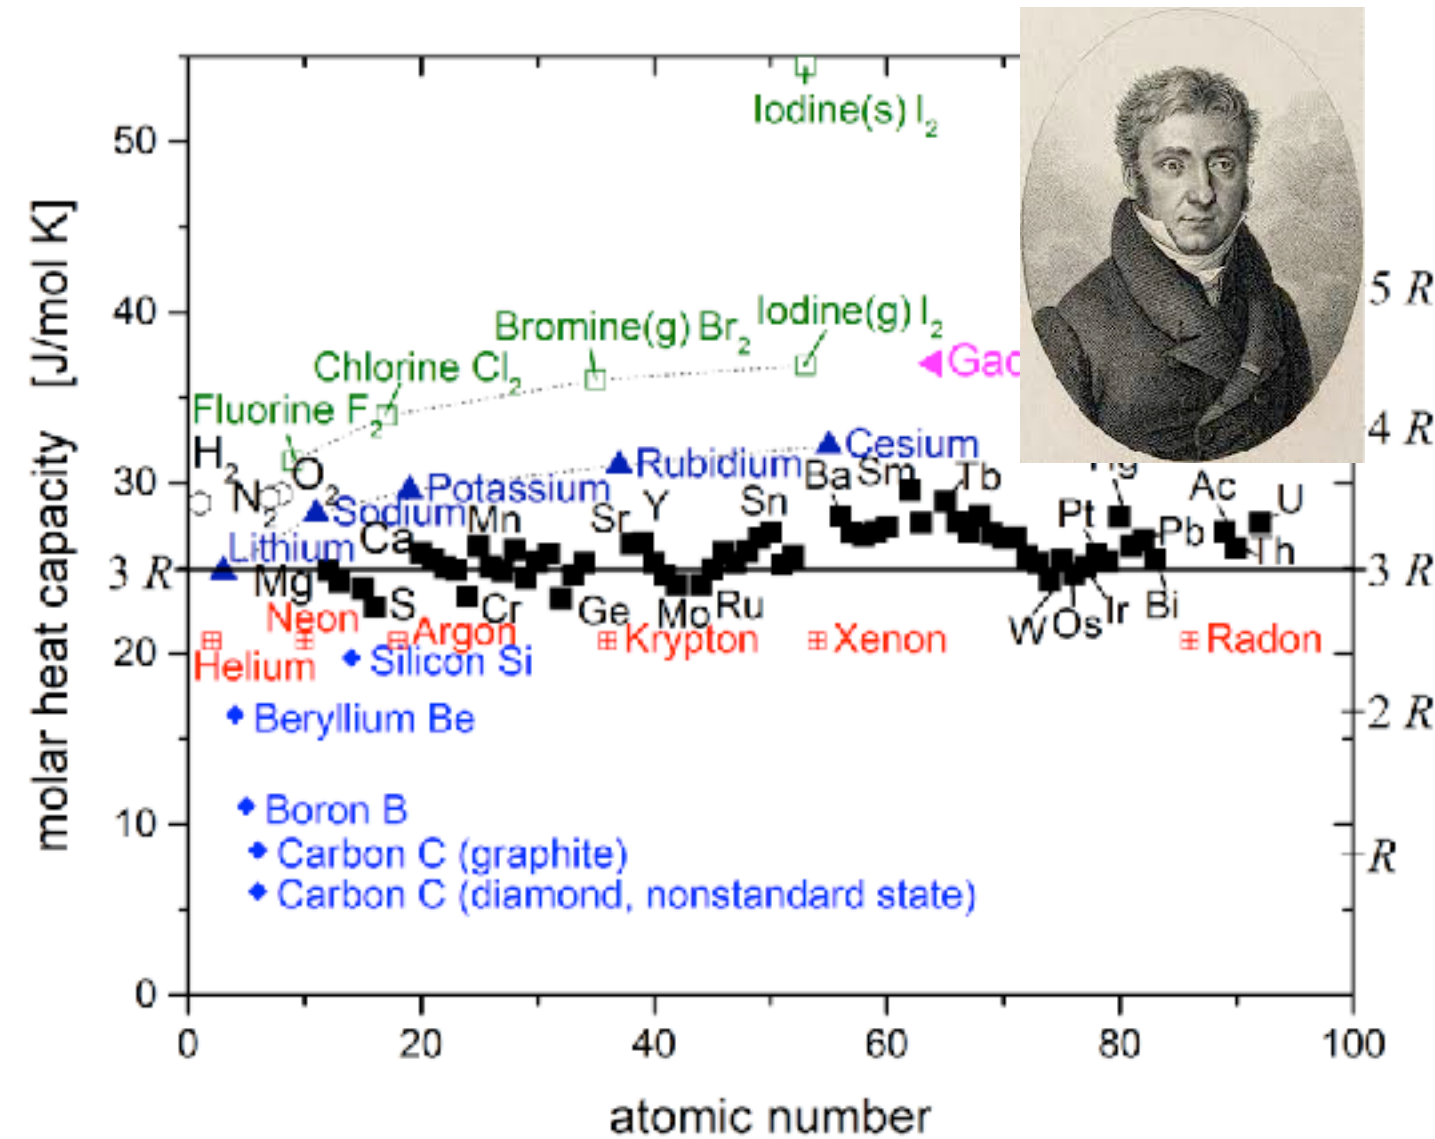 Iodine(s) I2
50
molar heat capacity [J/mol K]
5 R
40
Bromine(g) Br2
Iodine(g) I2
Chlorine Cl2
Gad
Fluorine F2
4 R
H2
N2
O2
Cesium
Rubidium
Potassium
Sodium
30
Ba
Sm
Tb
Ac
U
Sn
Sr
Y
Mn
Ca
Pt
Pb
Th
Lithium
3 R
3 R
Mg
S
Cr
Ge
Mo
Ru
W
Os
Ir
Bi
Neon
Argon
Krypton
Xenon
Radon
20
Helium
Silicon Si
Beryllium Be
2 R
10
Boron B
Carbon C (graphite)
R
Carbon C (diamond, nonstandard state)
0
0 20 40 60 80 100
atomic number